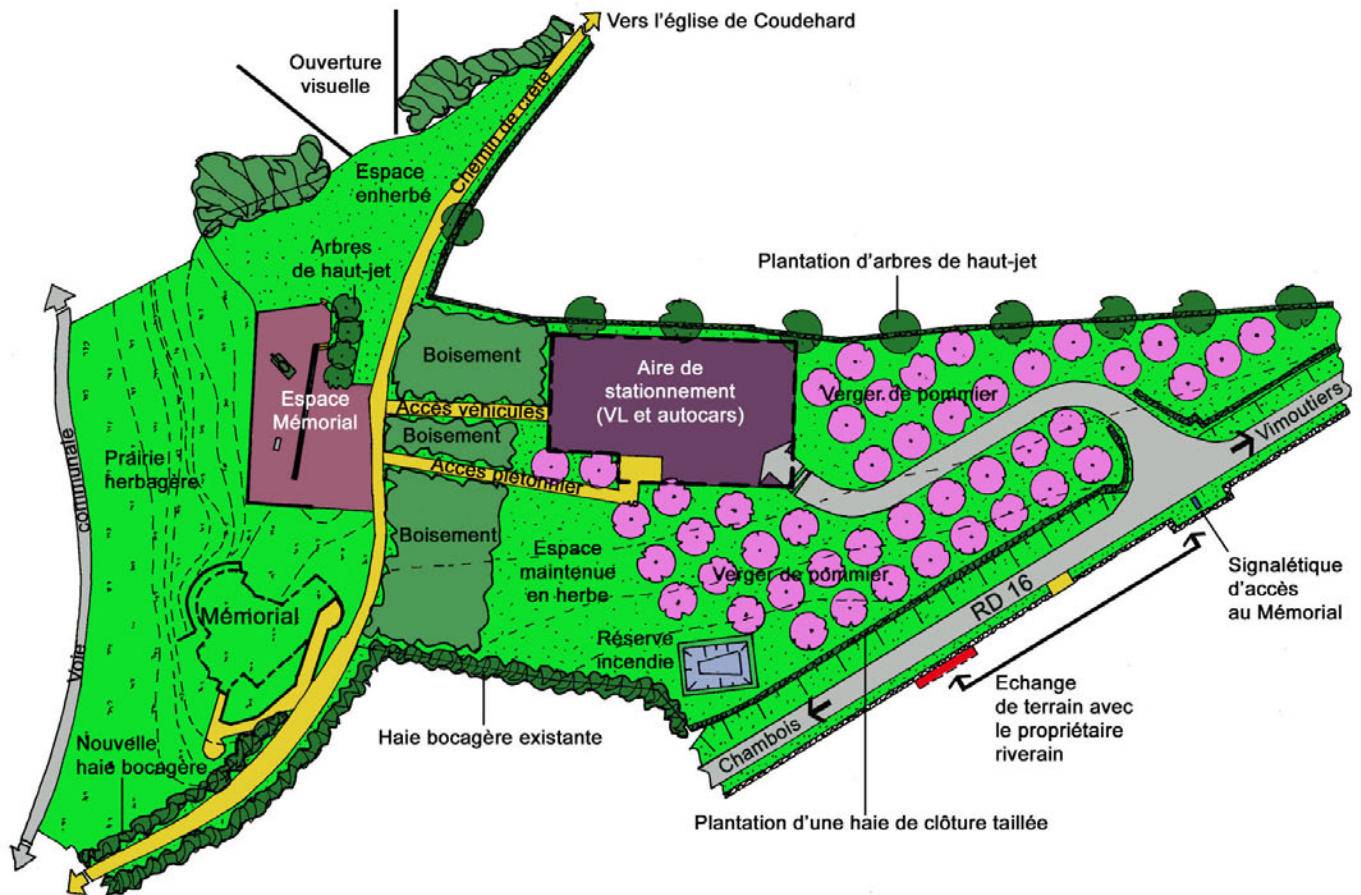 Vers l'église de Coudehard
Ouverture
visuelle
Chemin de crête
Espace
enherbé
Arbres
de haut-jet
Plantation d'arbres de haut-jet
Boisement
Aire de
stationnement
(VL et autocars)
Verger de pommier
Espace
Mémorial
Accès véhicules
Boisement
Vimoutiers
Prairie
herbagère
Accès piétonnier
Voie communale
Boisement
Espace
maintenue
en herbe
Verger de pommier
Signalétique
d'accès
au Mémorial
RD 16
Mémorial
Réserve
incendie
Echange
de terrain avec
le propriétaire
riverain
Haie bocagère existante
Chambois
Nouvelle
haie bocagère
Plantation d'une haie de clôture taillée